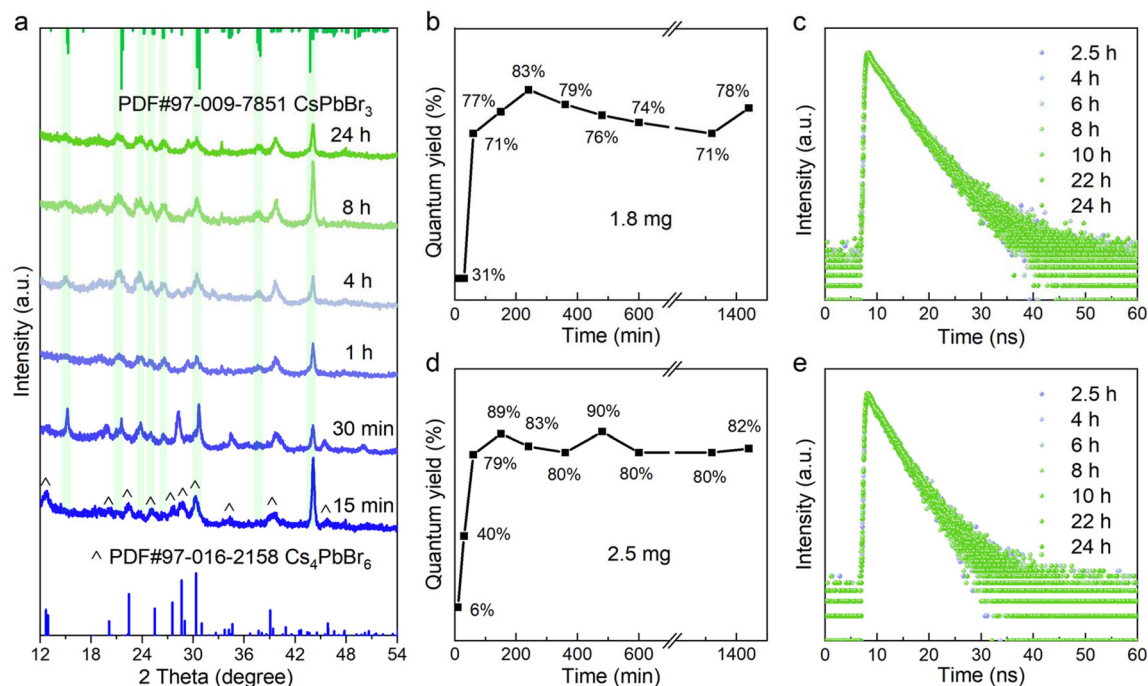 a
PDF#97-009-7851 CsPbBr3
24 h
8 h
4 h
1 h
30 min
15 min
^ ^ ^ ^ ^ ^ ^ ^ ^ ^
^ PDF#97-016-2158 Cs4PbBr6
Intensity (a.u.)
12 18 24 30 36 42 48 54
2 Theta (degree)
b
Quantum yield (%)
31%
71%
77%
83%
79%
76%
74%
71%
78%
1.8 mg
0 200 400 600 1400
Time (min)
c
Intensity (a.u.)
2.5 h
4 h
6 h
8 h
10 h
22 h
24 h
0 10 20 30 40 50 60
Time (ns)
d
Quantum yield (%)
6%
40%
79%
89%
83%
80%
90%
80%
80%
82%
2.5 mg
0 200 400 600 1400
Time (min)
e
Intensity (a.u.)
2.5 h
4 h
6 h
8 h
10 h
22 h
24 h
0 10 20 30 40 50 60
Time (ns)